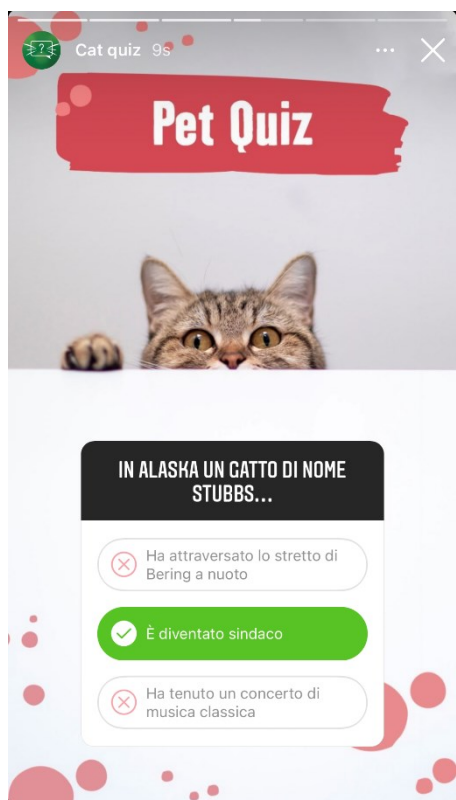 Cat quiz 9s
Pet Quiz
IN ALASKA UN GATTO DI NOME
STUBBS...
Ha attraversato lo stretto di
Bering a nuoto
È diventato sindaco
Ha tenuto un concerto di
musica classica